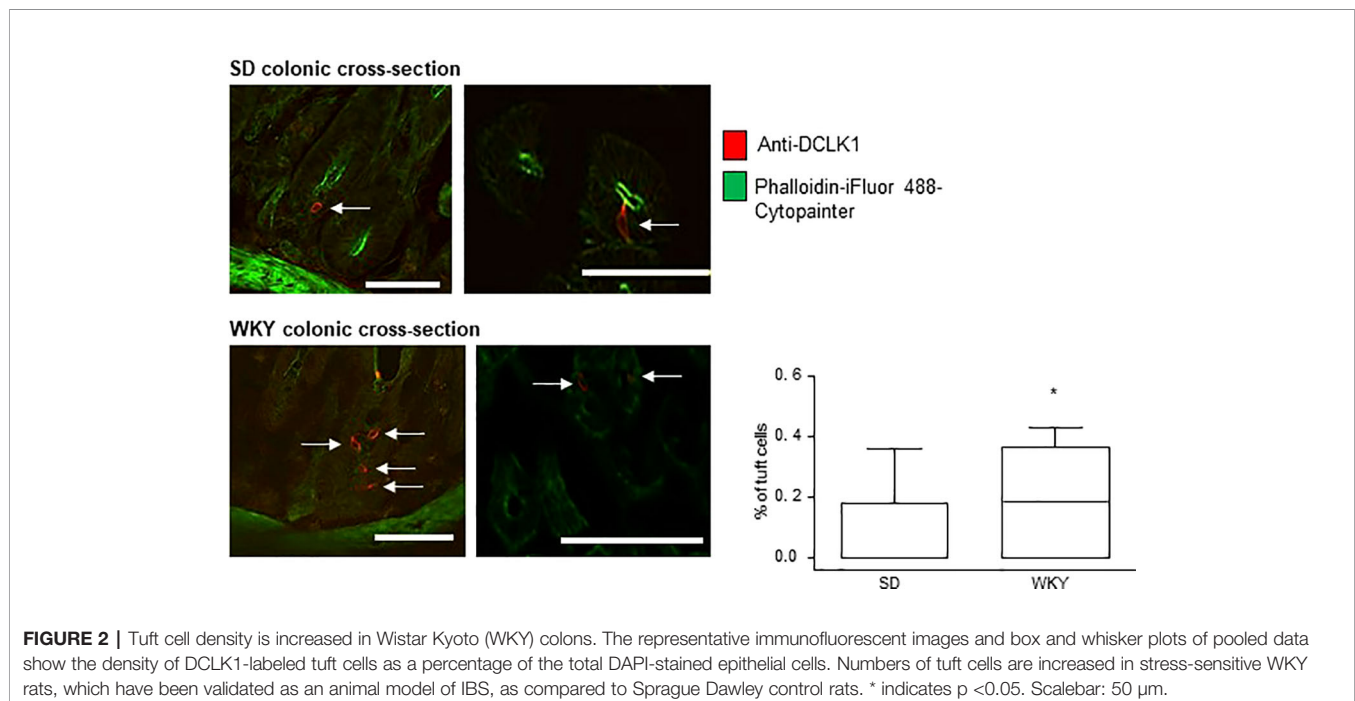 SD colonic cross-section
Anti-DCLK1
Phalloidin-iFluor 488-
Cytopainter
WKY colonic cross-section
% of tuft cells
0.6
0.4
0.2
0.0
*
SD
WKY
FIGURE 2 | Tuft cell density is increased in Wistar Kyoto (WKY) colons. The representative immunofluorescent images and box and whisker plots of pooled data
show the density of DCLK1-labeled tuft cells as a percentage of the total DAPI-stained epithelial cells. Numbers of tuft cells are increased in stress-sensitive WKY
rats, which have been validated as an animal model of IBS, as compared to Sprague Dawley control rats. * indicates p <0.05. Scalebar: 50 µm.